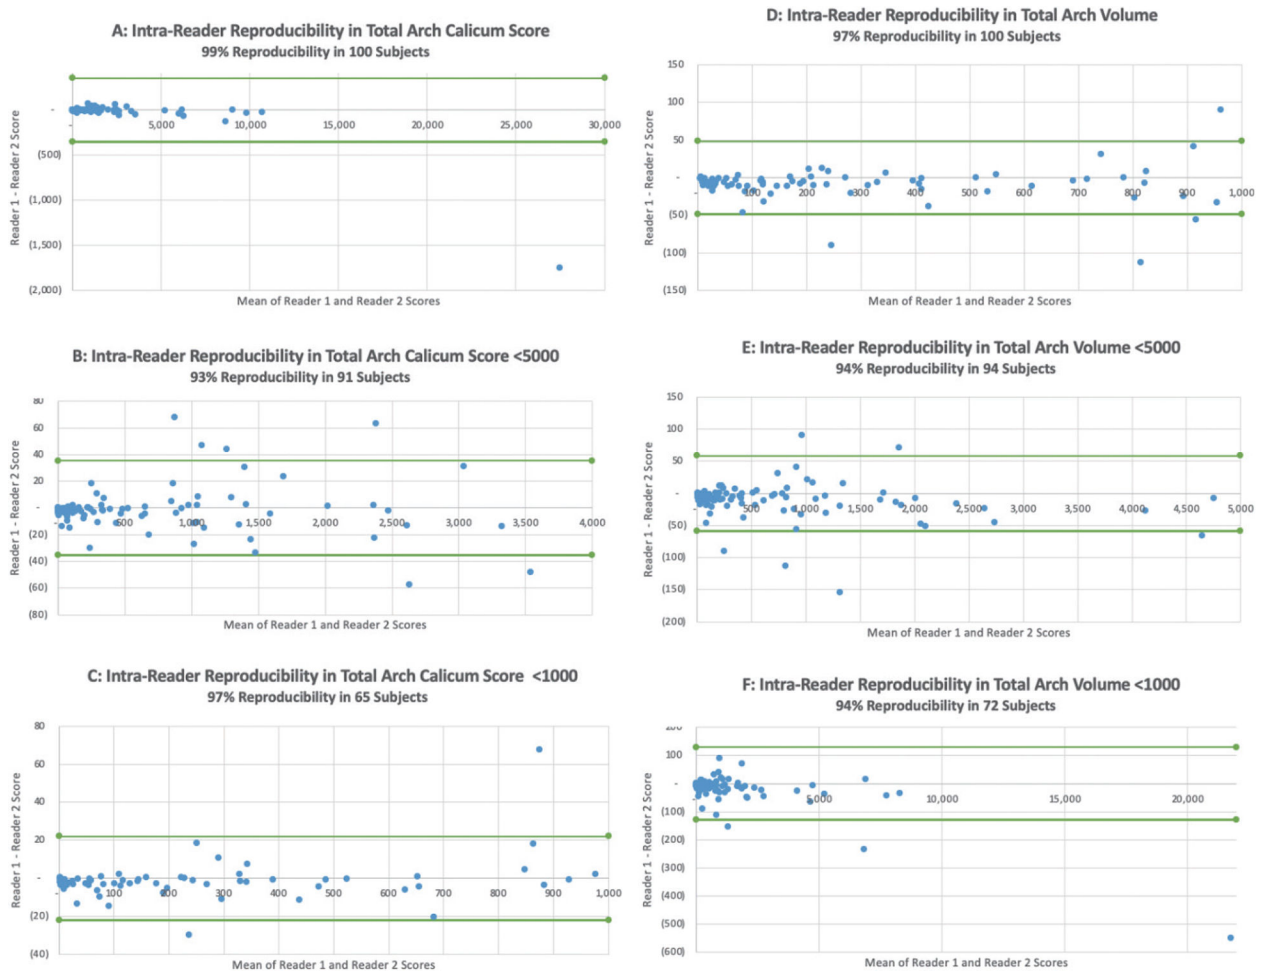 A: Intra-Reader Reproducibility in Total Arch Calicum Score
99% Reproducibility in 100 Subjects
Reader 1 - Reader 2 Score
-
(500)
(1,000)
(1,500)
(2,000)
- 5,000 10,000 15,000 20,000 25,000 30,000
Mean of Reader 1 and Reader 2 Scores
D: Intra-Reader Reproducibility in Total Arch Volume
97% Reproducibility in 100 Subjects
Reader 1 - Reader 2 Score
150
100
50
-
(50)
(100)
(150)
- 100 200 300 400 500 600 700 800 900 1,000
Mean of Reader 1 and Reader 2 Scores
B: Intra-Reader Reproducibility in Total Arch Calicum Score <5000
93% Reproducibility in 91 Subjects
Reader 1 - Reader 2 Score
80
60
40
20
-
(20)
(40)
(60)
(80)
- 500 1,000 1,500 2,000 2,500 3,000 3,500 4,000
Mean of Reader 1 and Reader 2 Scores
E: Intra-Reader Reproducibility in Total Arch Volume <5000
94% Reproducibility in 94 Subjects
Reader 1 - Reader 2 Score
150
100
50
-
(50)
(100)
(150)
(200)
- 500 1,000 1,500 2,000 2,500 3,000 3,500 4,000 4,500 5,000
Mean of Reader 1 and Reader 2 Scores
C: Intra-Reader Reproducibility in Total Arch Calicum Score <1000
97% Reproducibility in 65 Subjects
Reader 1 - Reader 2 Score
80
60
40
20
-
(20)
(40)
- 100 200 300 400 500 600 700 800 900 1,000
Mean of Reader 1 and Reader 2 Scores
F: Intra-Reader Reproducibility in Total Arch Volume <1000
94% Reproducibility in 72 Subjects
Reader 1 - Reader 2 Score
200
100
-
(100)
(200)
(300)
(400)
(500)
(600)
- 5,000 10,000 15,000 20,000
Mean of Reader 1 and Reader 2 Scores